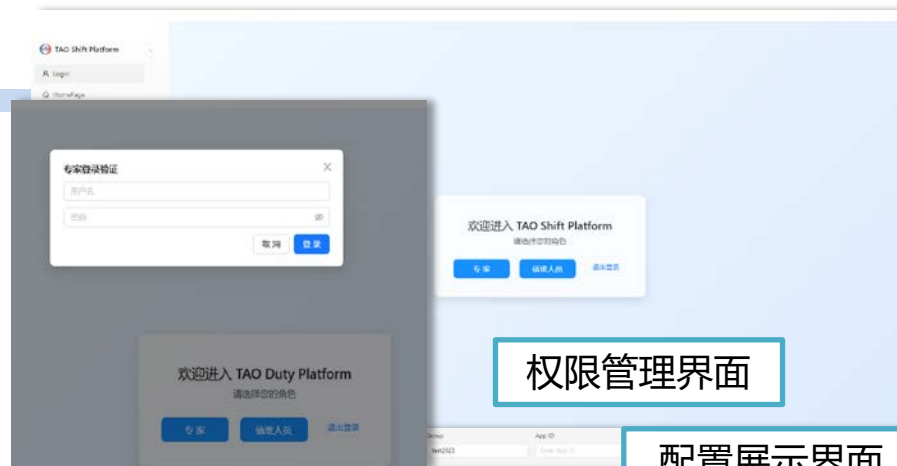 TAO Shift Platform
Login
HomePage
专家登录验证
用户名
密码
取消
登录
欢迎进入 TAO Shift Platform
请选择您的角色
专家
值班人员
退出登录
权限管理界面
欢迎进入 TAO Duty Platform
请选择您的角色
专家
值班人员
退出登录
Group
App ID
test2023
Enter App ID
配置展示界面